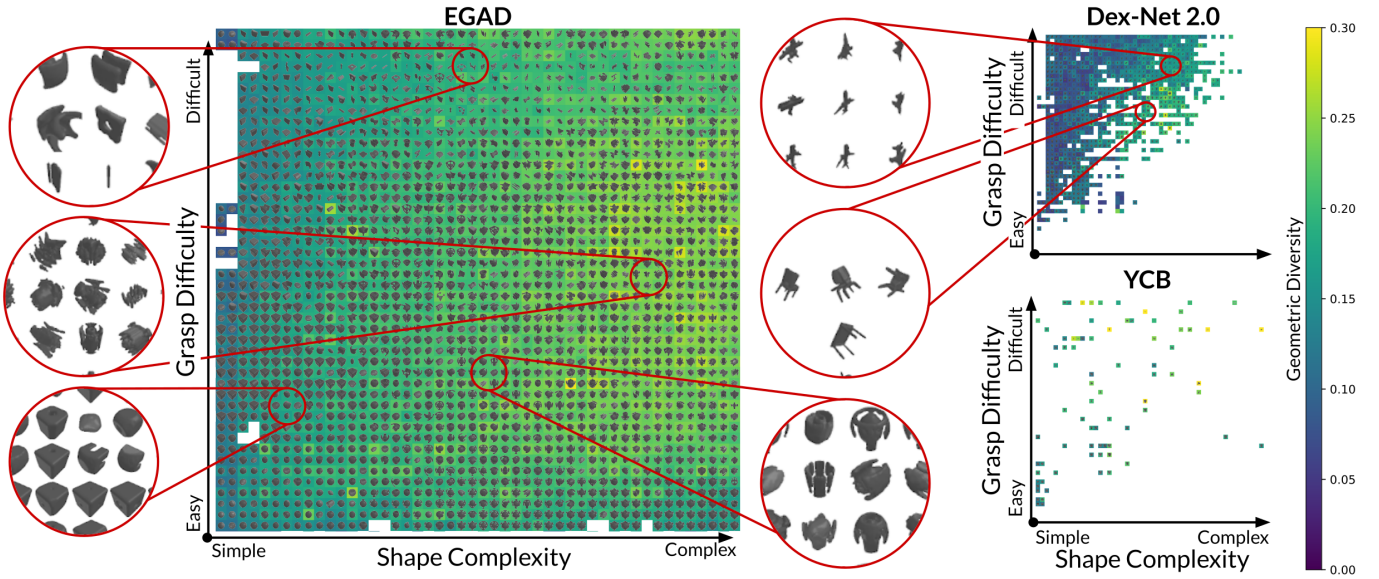 EGAD
Difficult
Grasp Difficulty
Easy
Simple
Shape Complexity
Complex
Dex-Net 2.0
Difficult
Grasp Difficulty
Easy
YCB
Difficult
Grasp Difficulty
Easy
Simple
Complex
Shape Complexity
Geometric Diversity
0.30
0.25
0.20
0.15
0.10
0.05
0.00